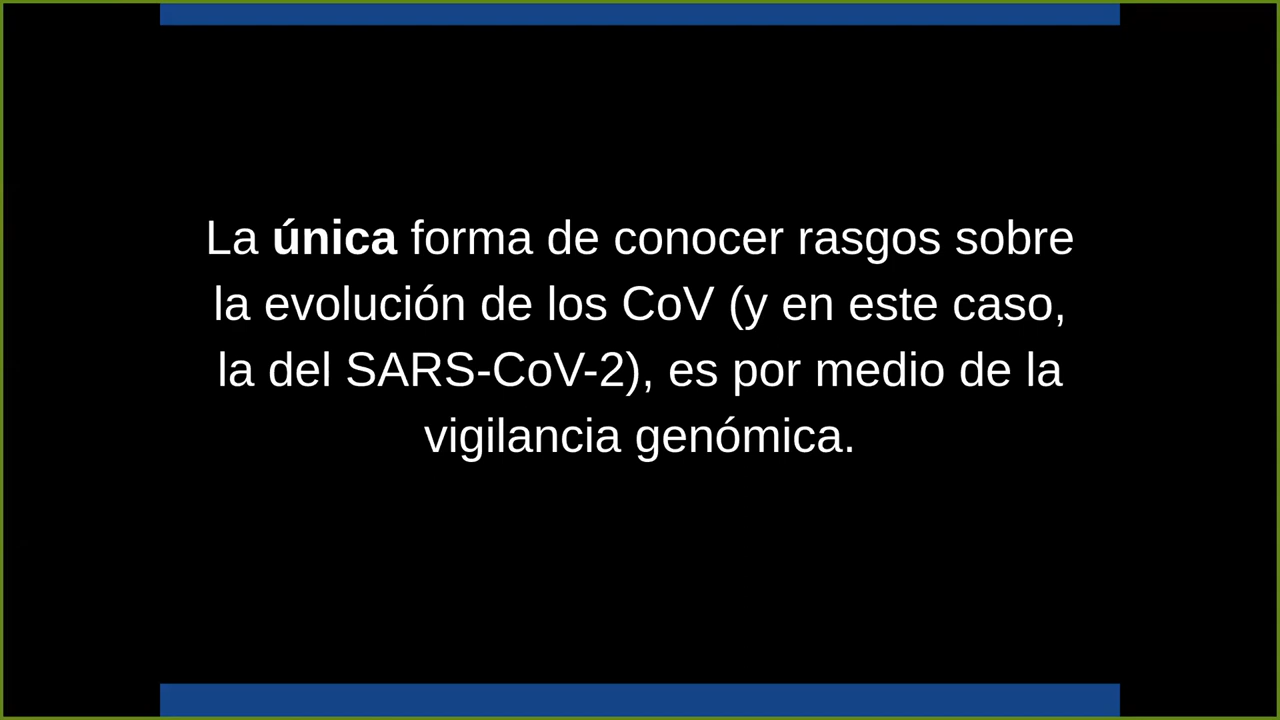 La única forma de conocer rasgos sobre
la evolución de los CoV (y en este caso,
la del SARS-CoV-2), es por medio de la
vigilancia genómica.